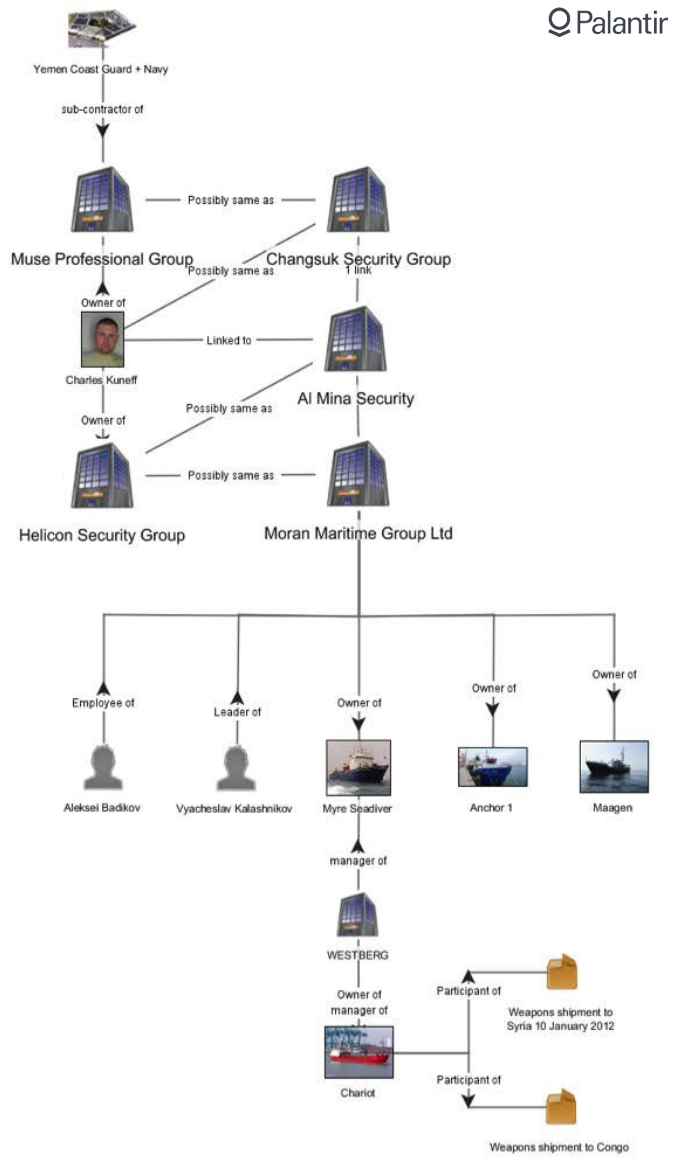 Palantir
Yemen Coast Guard + Navy
sub-contractor of
Possibly same as
Muse Professional Group
Changsuk Security Group
Possibly same as
1 link
Owner of
Linked to
Charles Kuneff
Al Mina Security
Possibly same as
Owner of
Possibly same as
Helicon Security Group
Moran Maritime Group Ltd
Employee of
Leader of
Owner of
Owner of
Owner of
Aleksei Badikov
Vyacheslav Kalashnikov
Myre Seadiver
Anchor 1
Maagen
manager of
WESTBERG
Owner of
manager of
Participant of
Weapons shipment to
Syria 10 January 2012
Chariot
Participant of
Weapons shipment to Congo